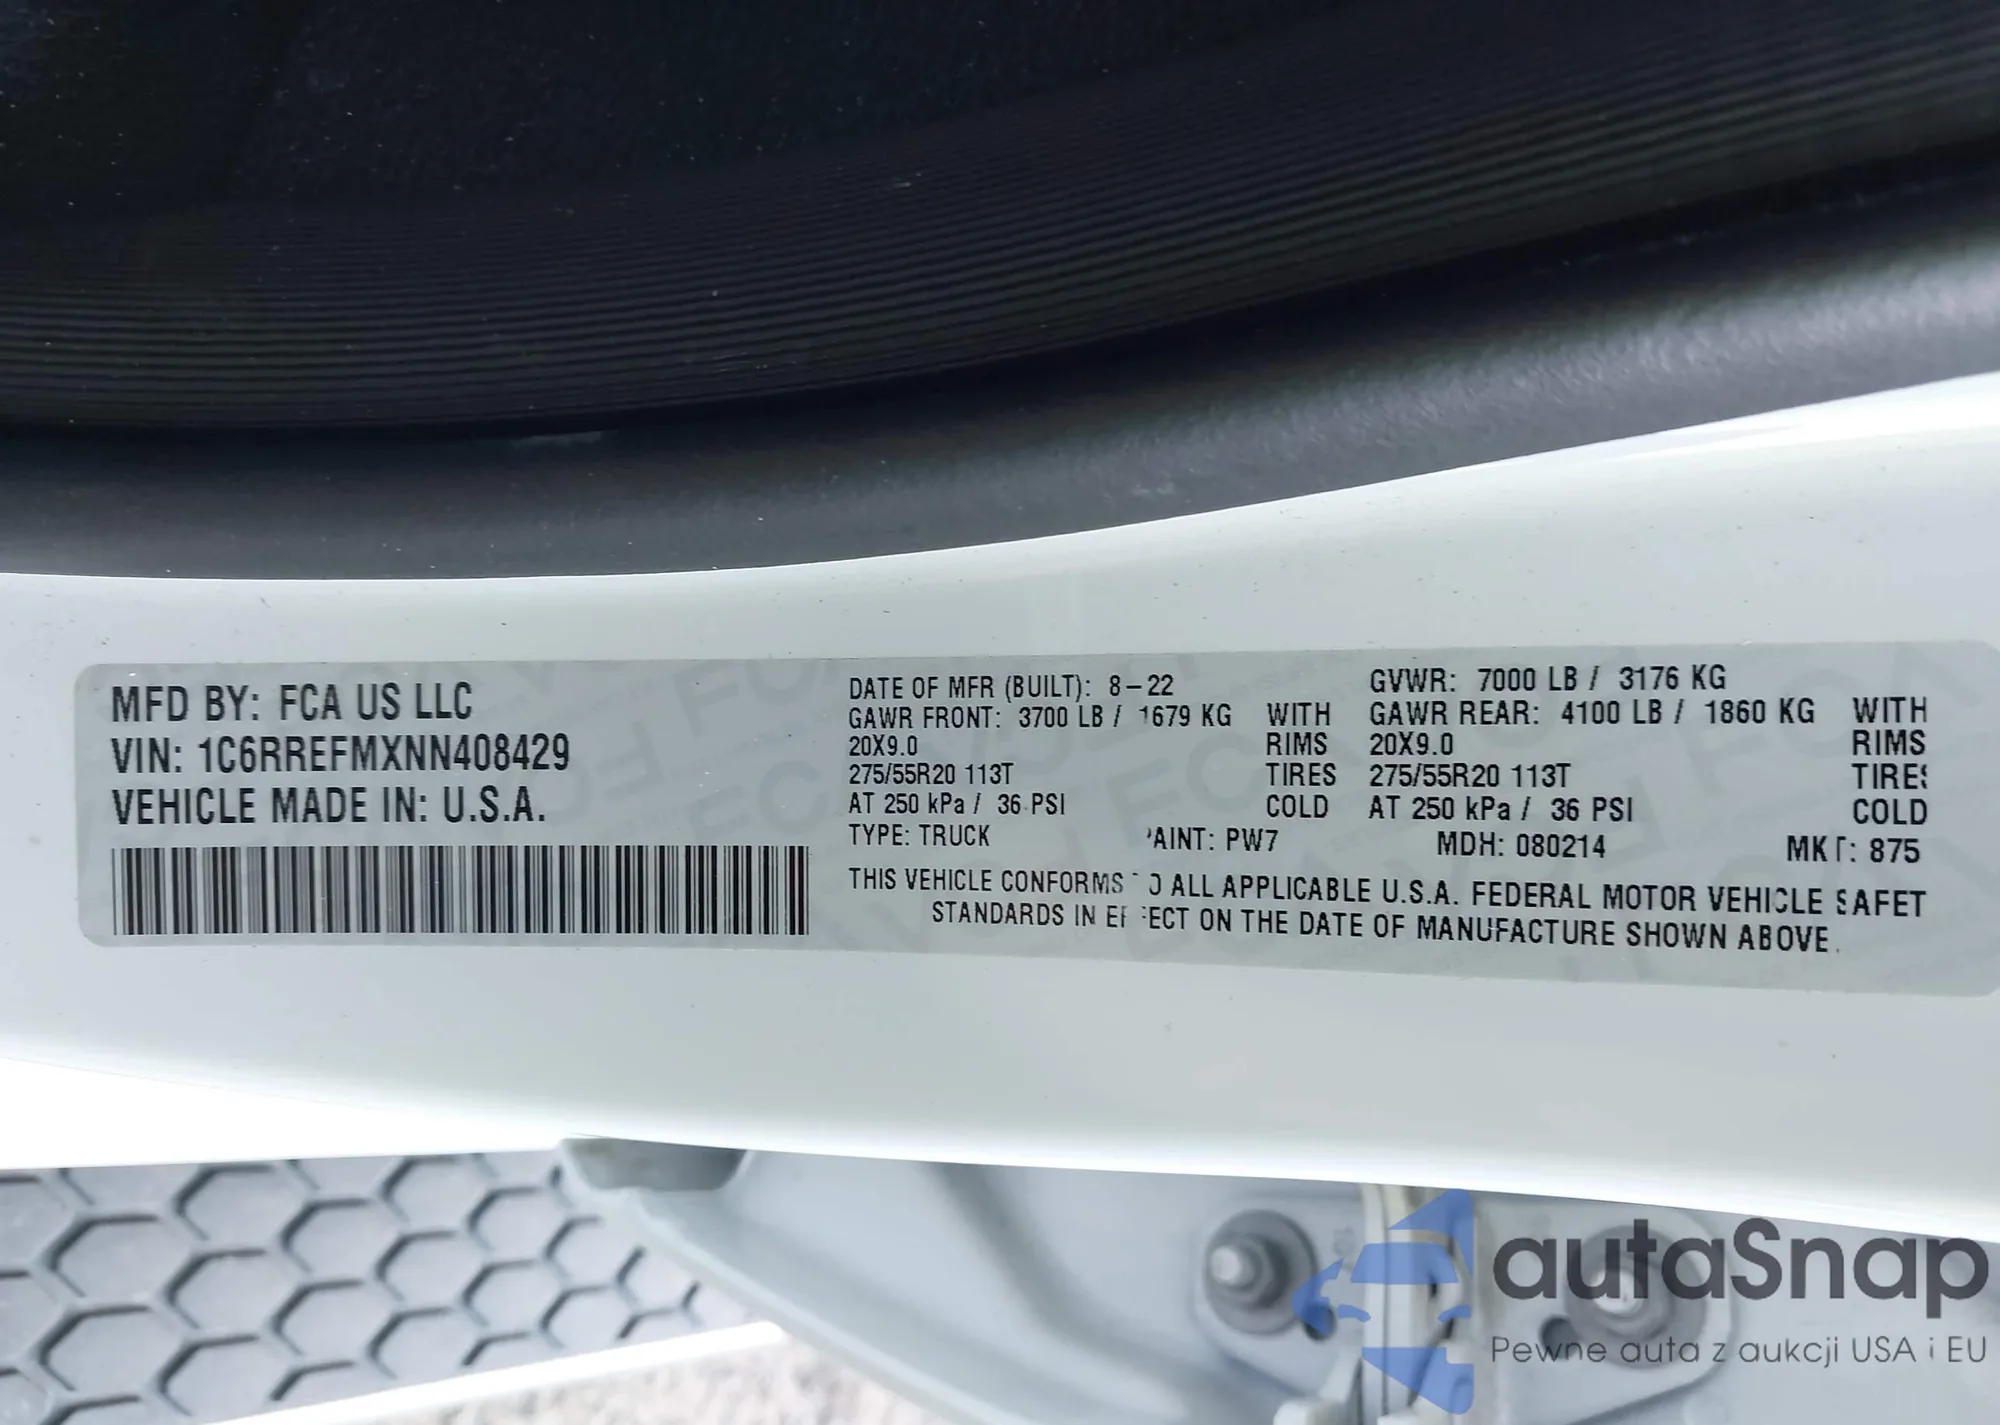 MFD BY: FCA US LLC
VIN: 1C6RREFMXNN408429
VEHICLE MADE IN: U.S.A.
DATE OF MFR (BUILT): 8-22 GVWR: 7000 LB / 3176 KG
GAWR FRONT: 3700 LB / 1679 KG WITH GAWR REAR: 4100 LB / 1860 KG WITH
20X9.0 RIMS 20X9.0 RIMS
275/55R20 113T TIRES 275/55R20 113T TIRES
AT 250 kPa / 36 PSI COLD AT 250 kPa / 36 PSI COLD
TYPE: TRUCK PAINT: PW7 MDH: 080214 MKT: 875
THIS VEHICLE CONFORMS TO ALL APPLICABLE U.S.A. FEDERAL MOTOR VEHICLE SAFET
STANDARDS IN EFFECT ON THE DATE OF MANUFACTURE SHOWN ABOVE.
autaSnap
Pewne auta z aukcji USA i EU